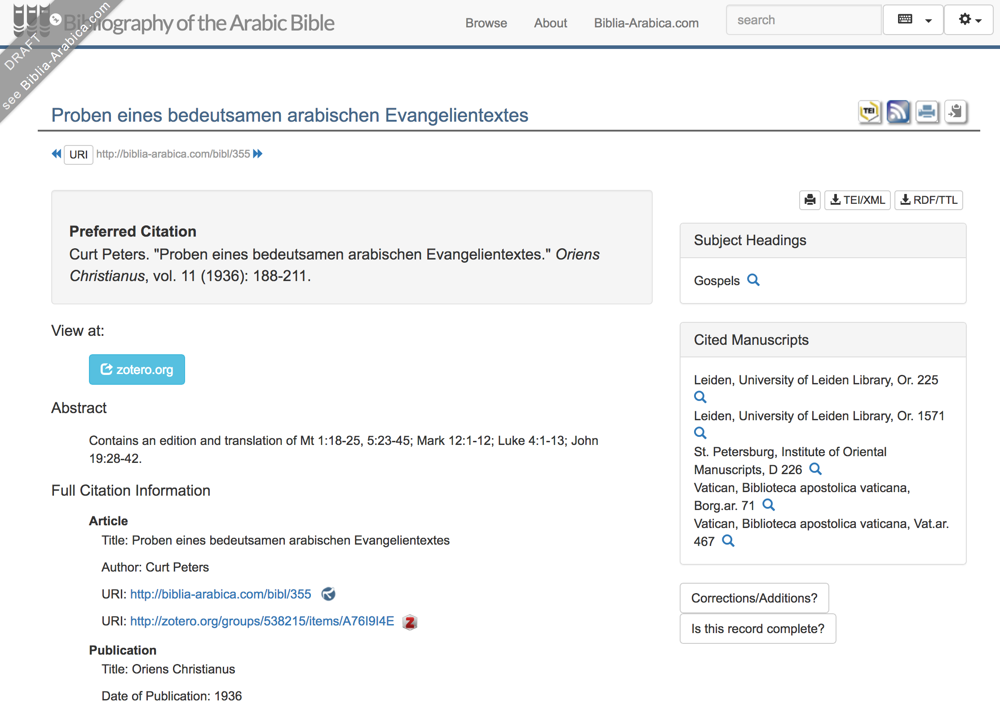 Bibliography of the Arabic Bible
Browse
About
Biblia-Arabica.com
search
DRAFT
see Biblia-Arabica.com
Proben eines bedeutsamen arabischen Evangelientextes
TEI
URI http://biblia-arabica.com/bibl/355
Preferred Citation
Curt Peters. "Proben eines bedeutsamen arabischen Evangelientextes." Oriens
Christianus, vol. 11 (1936): 188-211.
View at:
zotero.org
Abstract
Contains an edition and translation of Mt 1:18-25, 5:23-45; Mark 12:1-12; Luke 4:1-13; John
19:28-42.
Full Citation Information
Article
Title: Proben eines bedeutsamen arabischen Evangelientextes
Author: Curt Peters
URI: http://biblia-arabica.com/bibl/355
URI: http://zotero.org/groups/538215/items/A76I9I4E
Z
Publication
Title: Oriens Christianus
Date of Publication: 1936
TEI/XML
RDF/TTL
Subject Headings
Gospels
Cited Manuscripts
Leiden, University of Leiden Library, Or. 225
Leiden, University of Leiden Library, Or. 1571
St. Petersburg, Institute of Oriental
Manuscripts, D 226
Vatican, Biblioteca apostolica vaticana,
Borg.ar. 71
Vatican, Biblioteca apostolica vaticana, Vat.ar.
467
Corrections/Additions?
Is this record complete?